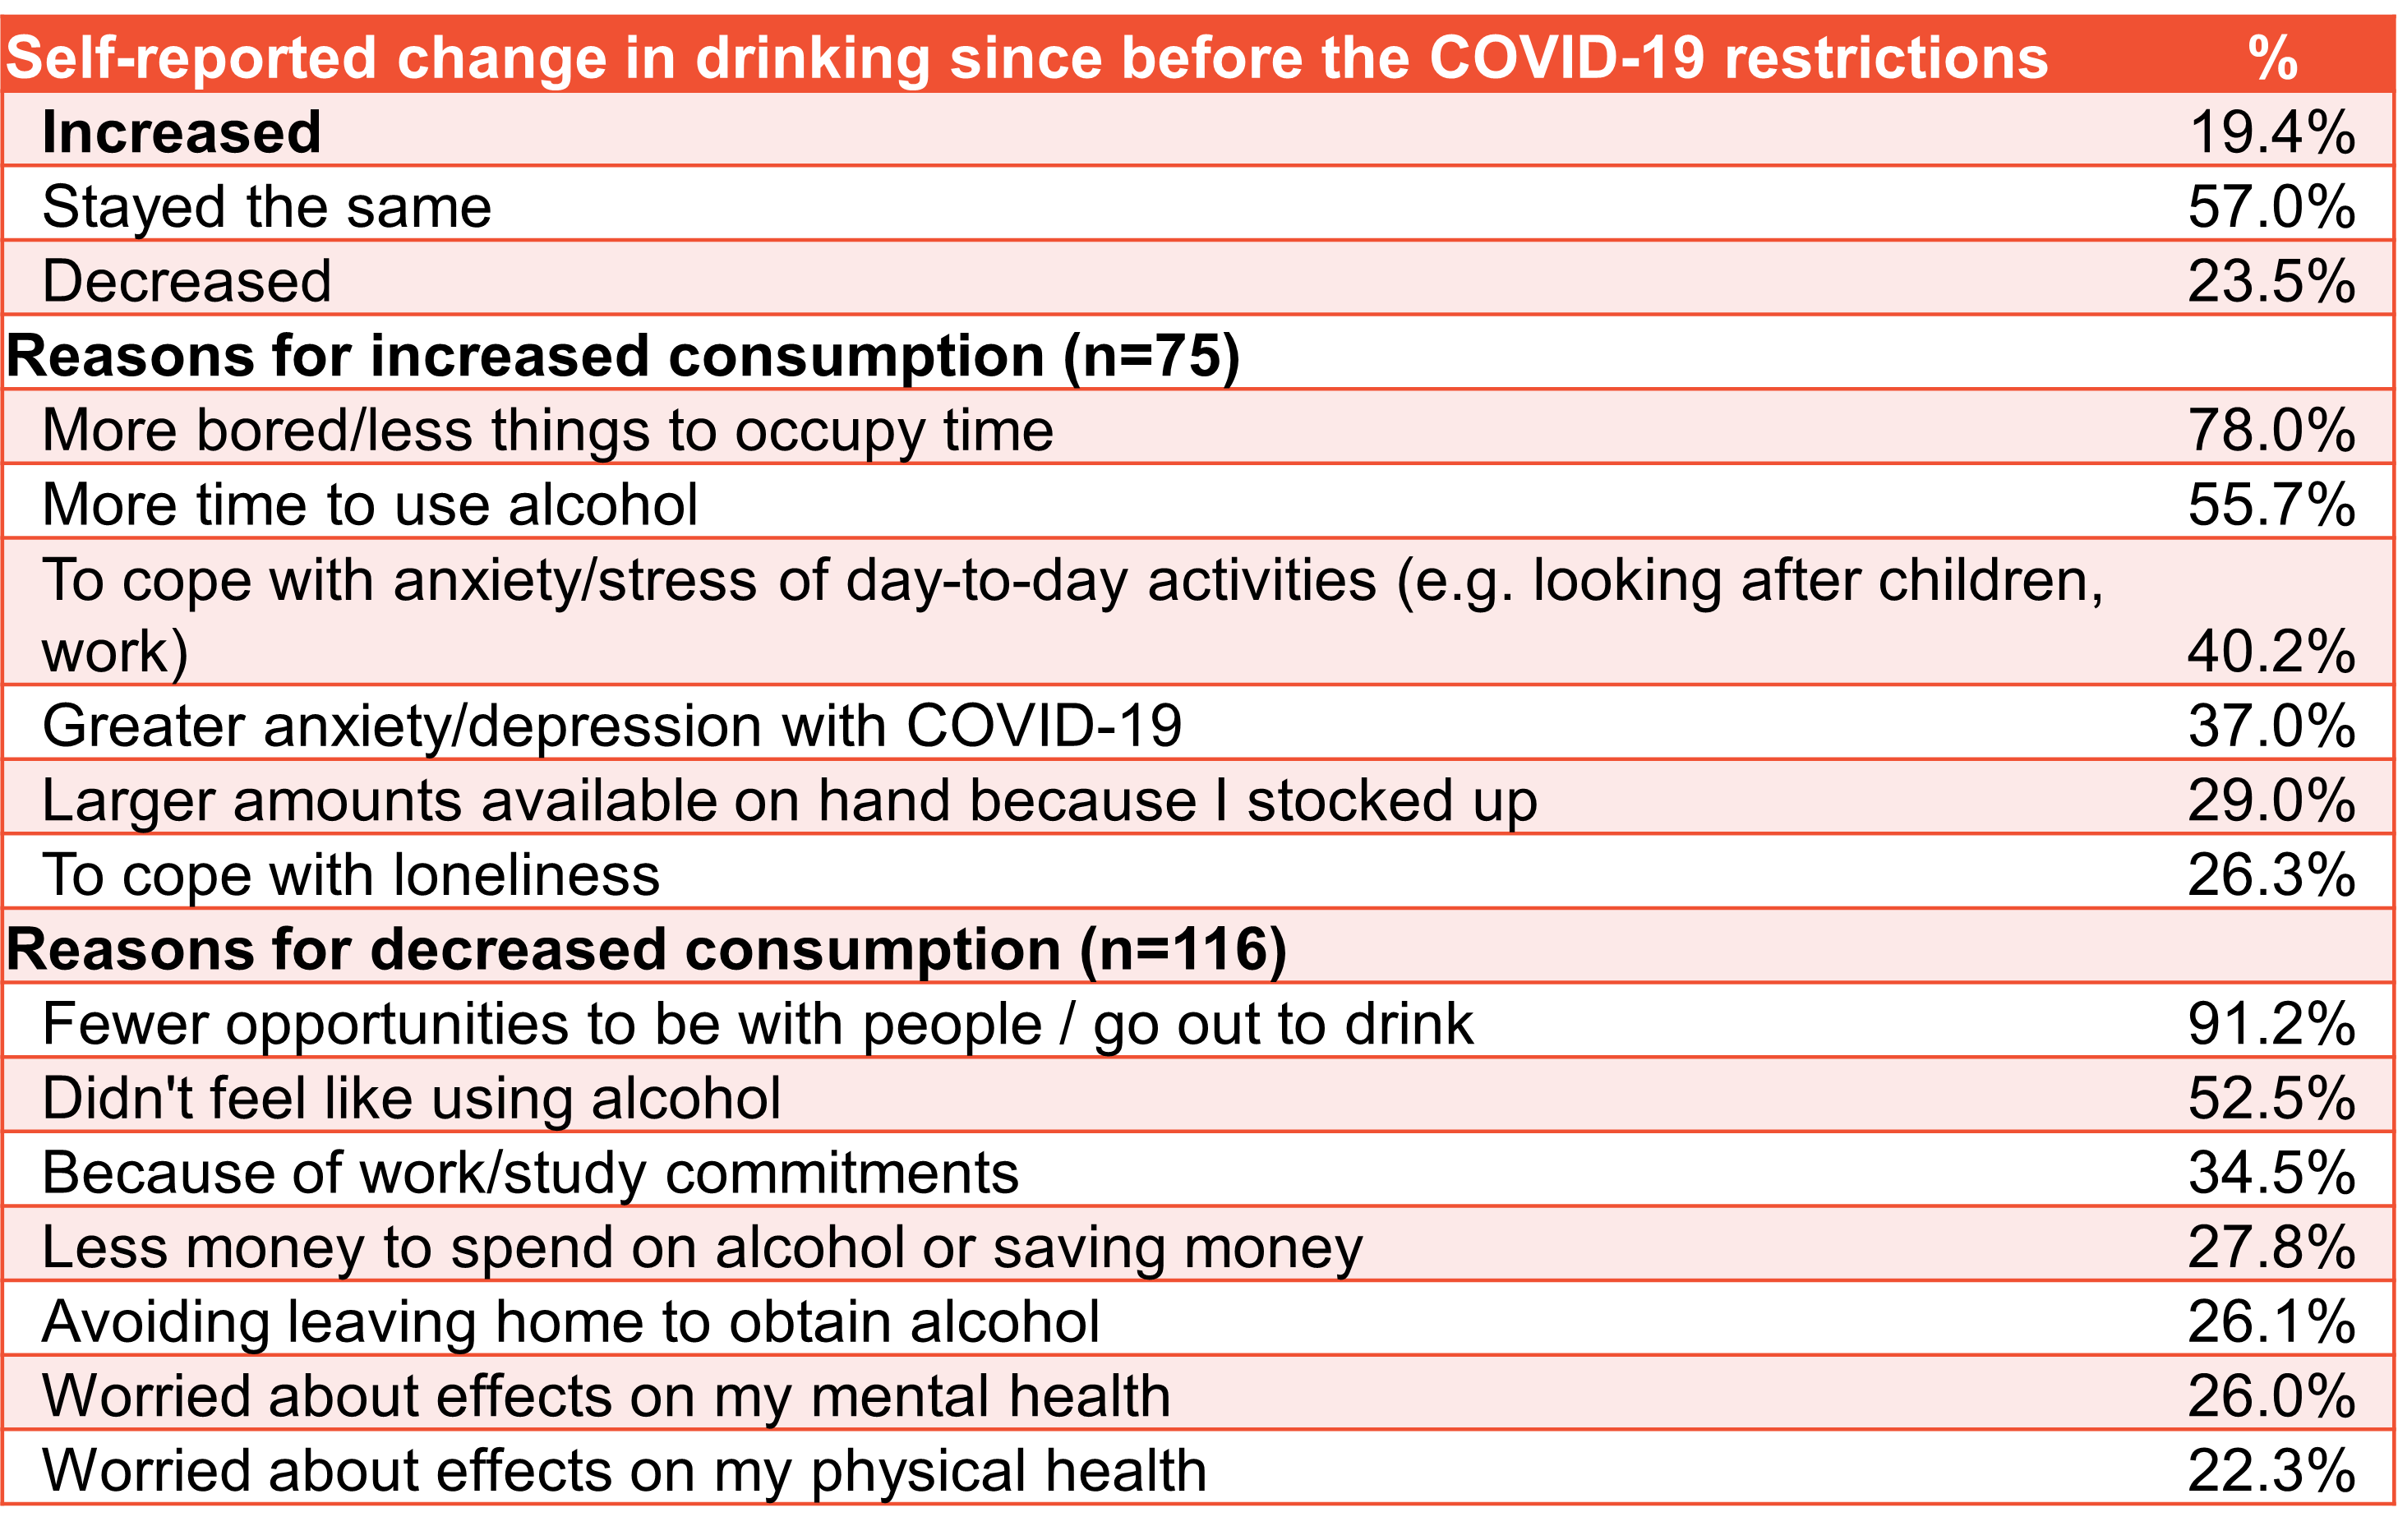 Self-reported change in drinking since before the COVID-19 restrictions %
Increased 19.4%
Stayed the same 57.0%
Decreased 23.5%
Reasons for increased consumption (n=75)
More bored/less things to occupy time 78.0%
More time to use alcohol 55.7%
To cope with anxiety/stress of day-to-day activities (e.g. looking after children,
work) 40.2%
Greater anxiety/depression with COVID-19 37.0%
Larger amounts available on hand because I stocked up 29.0%
To cope with loneliness 26.3%
Reasons for decreased consumption (n=116)
Fewer opportunities to be with people / go out to drink 91.2%
Didn't feel like using alcohol 52.5%
Because of work/study commitments 34.5%
Less money to spend on alcohol or saving money 27.8%
Avoiding leaving home to obtain alcohol 26.1%
Worried about effects on my mental health 26.0%
Worried about effects on my physical health 22.3%